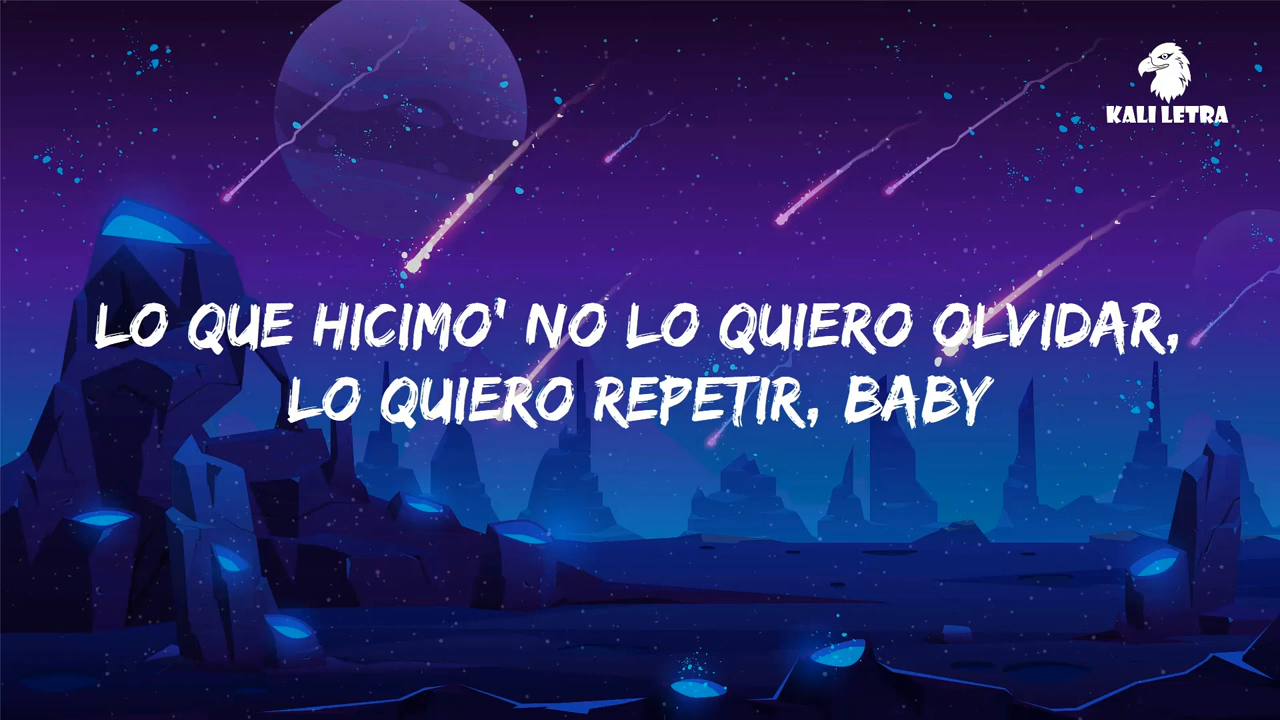 KALI LETRA
LO QUE HICIMO' NO LO QUIERO OLVIDAR,
LO QUIERO REPETIR, BABY